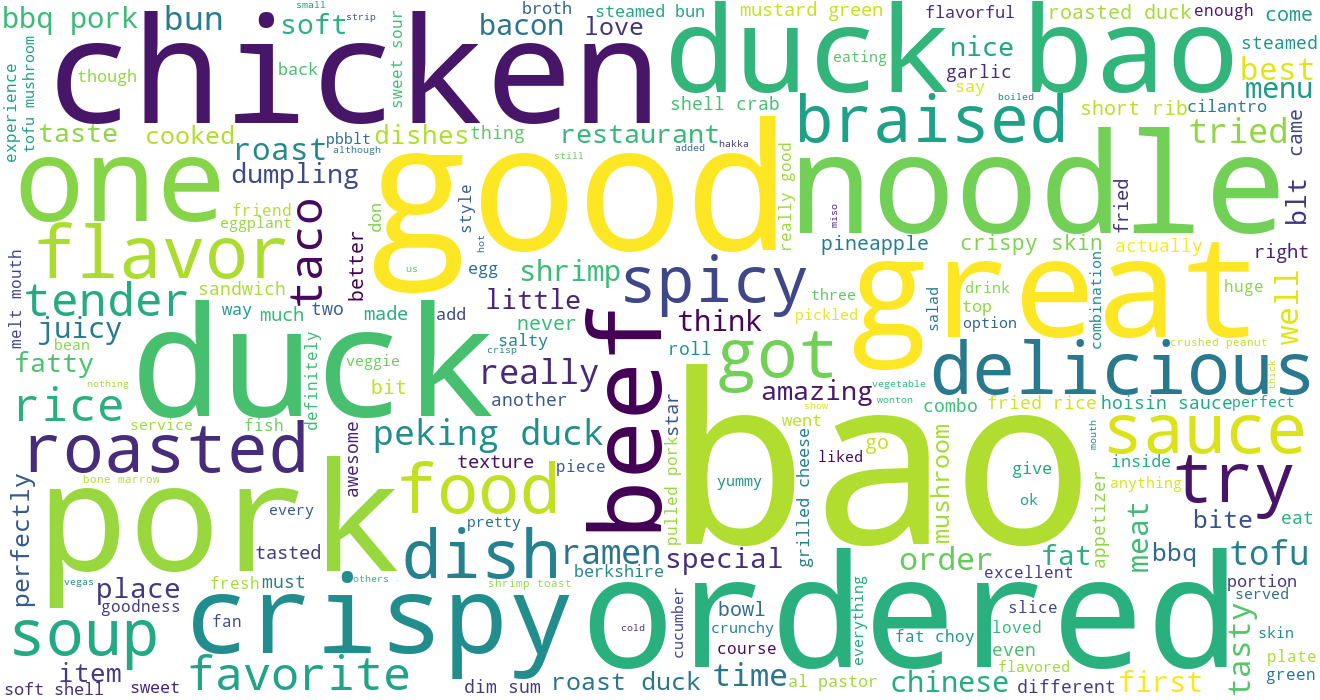 bbq pork
bun
small
soft
strip
broth
bacon
love
steamed bun
mustard green
flavorful
roasted duck
enough
come
chicken
duck bao
experience
tofu mushroom
though
back
sweet sour
eating
nice
garlic
say
boiled
steamed
best
menu
shell crab
short rib
cilantro
taste
cooked
roast
pbblt
although
dishes
thing
restaurant
braised
tried
came
one
dumpling
good
still
added
hakka
really good
noodle
miso
fried
blt
friend
eggplant
taco
don
style
hot
us
egg
flavor
better
pineapple
crispy skin
actually
right
melt mouth
sandwich
shrimp
spicy
great
three
pickled
salad
drink
top
option
combination
huge
well
tender
juicy
bean
fatty
way
much
two
made
add
little
never
salty
crisp
think
roll
got
delicious
crushed peanut
thick
nothing
duck
definitely
veggie
bit
really
another
beef
amazing
vegetable
wonton
show
combo
fried rice
hoisin sauce
perfect
rice
service
fish
star
went
mouth
sauce
roasted
awesome
peking duck
texture
piece
pulled pork
bao
yummy
grilled cheese
liked
go
mushroom
give
ok
appetizer
inside
anything
try
bone marrow
perfectly
pork
every
food
pretty
bite
eat
meat
tasted
dish
ramen
special
order
fat
bbq
tofu
vegas
place
goodness
fresh
must
others
berkshire
shrimp toast
excellent
portion
served
crispy
fan
ordered
cold
cucumber
bowl
crunchy
course
everything
fat choy
slice
loved
even
flavored
tasty
skin
plate
green
soup
item
soft shell
sweet
favorite
dim sum
roast duck
time
al pastor
chinese
different
first